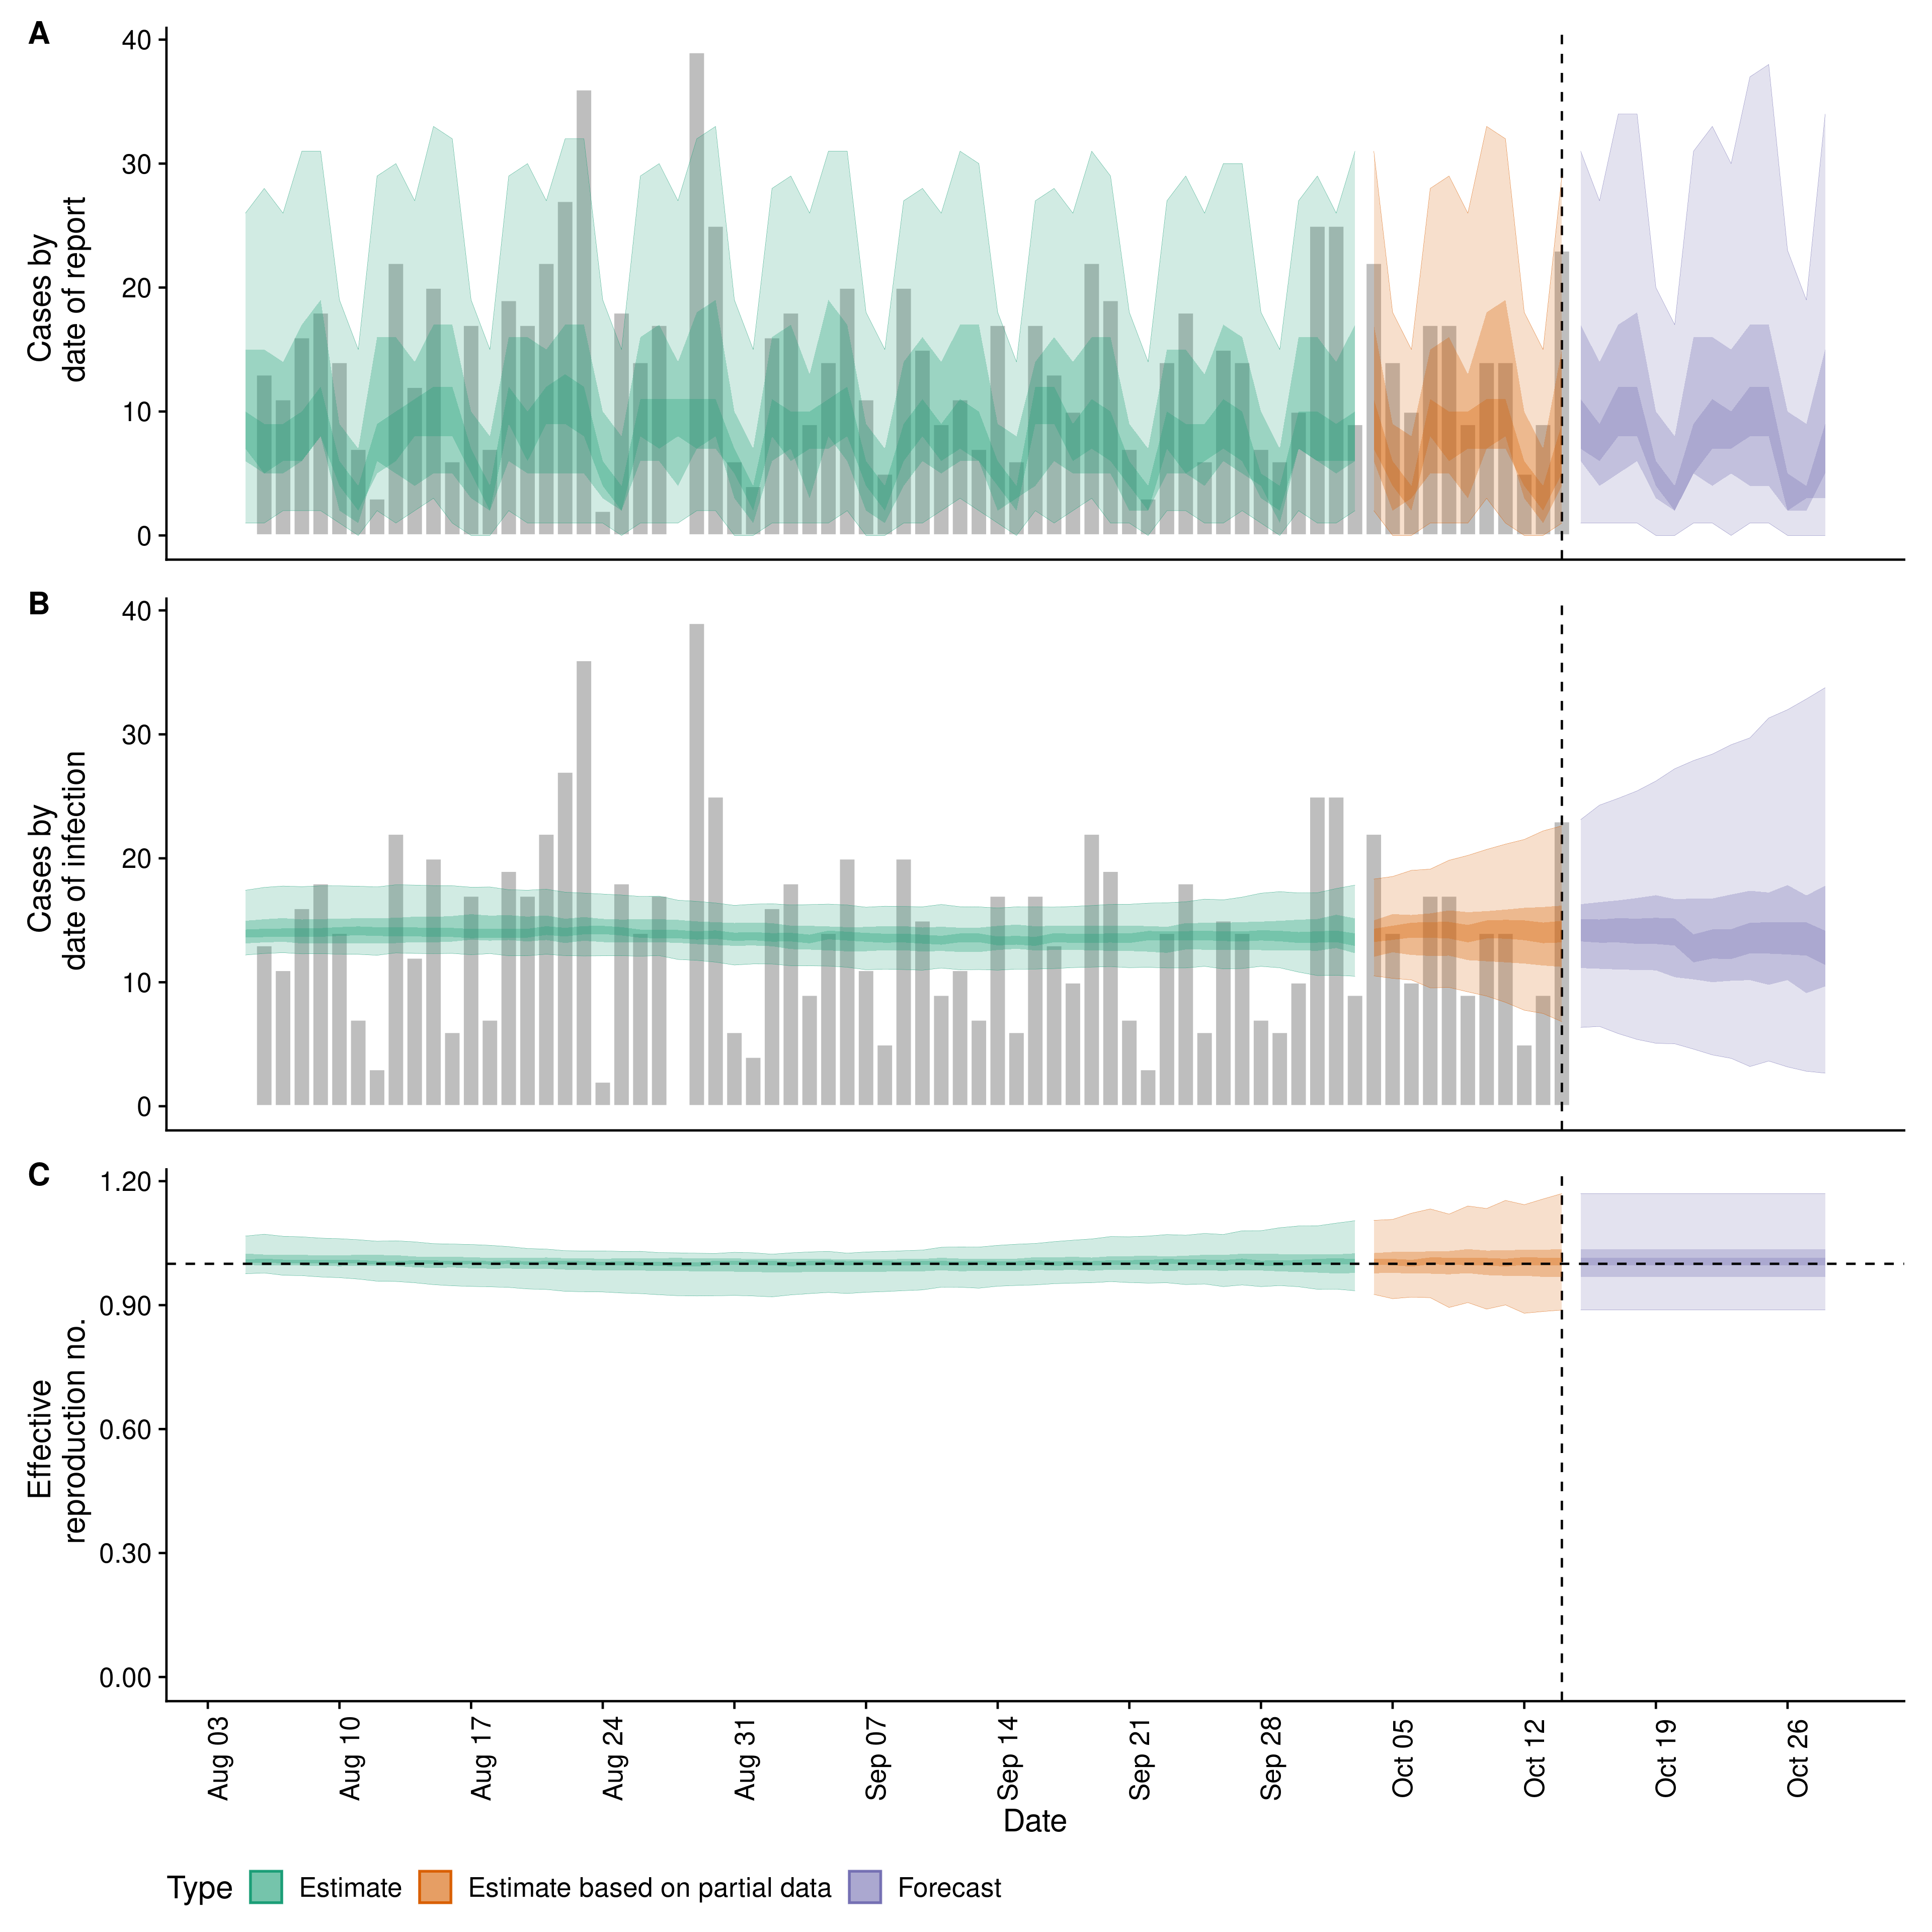 A
40
30
20
10
0
Cases by
date of report
B
40
30
20
10
0
Cases by
date of infection
C
1.20
0.90
0.60
0.30
0.00
Effective
reproduction no.
Aug 03
Aug 10
Aug 17
Aug 24
Aug 31
Sep 07
Sep 14
Sep 21
Sep 28
Oct 05
Oct 12
Oct 19
Oct 26
Date
Type Estimate Estimate based on partial data Forecast